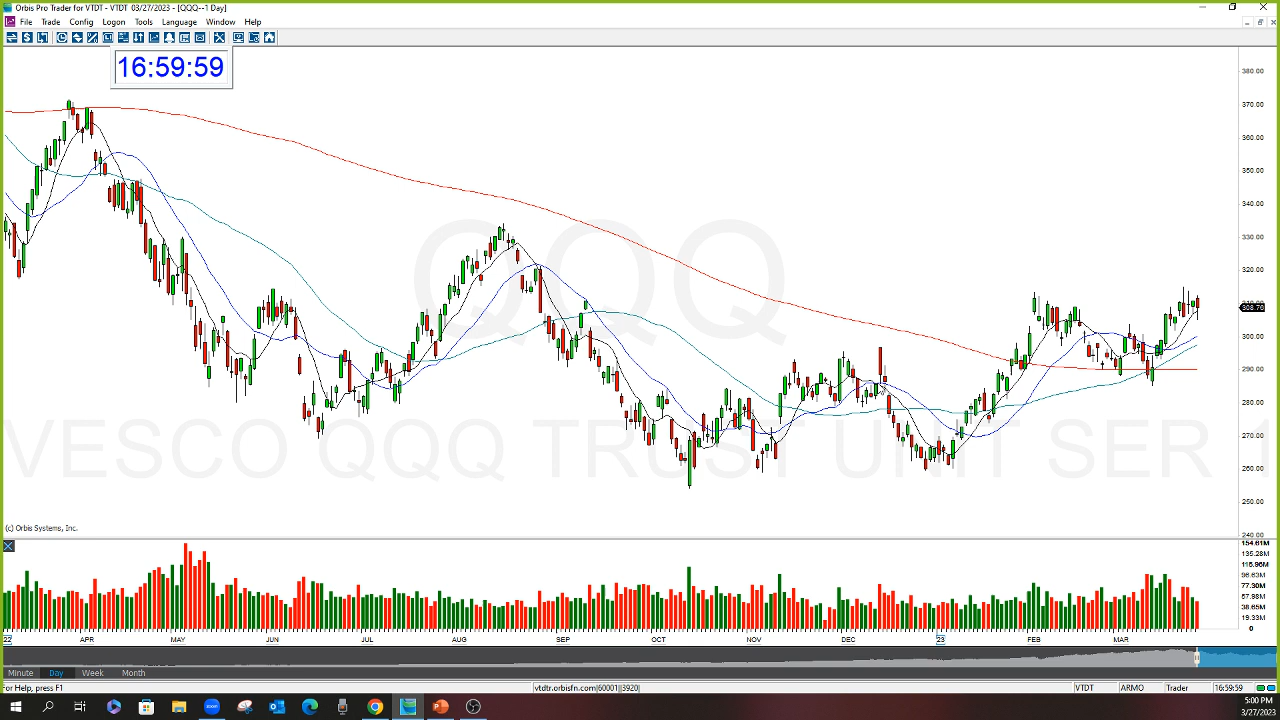 Orbis Pro Trader for VTDT - VTDT 03/27/2023 - [QQQ--1 Day]
File Trade Config Logon Tools Language Window Help
16:59:59
380.00
370.00
360.00
350.00
340.00
330.00
320.00
308.70
300.00
290.00
280.00
270.00
260.00
250.00
240.00
QQQ
VESCO QQQ TRUST UNIT SER 1
(c) Orbis Systems, Inc.
154.61M
135.28M
115.96M
96.63M
77.30M
57.98M
38.65M
19.33M
0
22 APR MAY JUN JUL AUG SEP OCT NOV DEC 23 FEB MAR
Minute Day Week Month
For Help, press F1 vtdtr.orbisfn.com|60001||3920| VTDT ARMO Trader 16:59:59
5:00 PM
3/27/2023